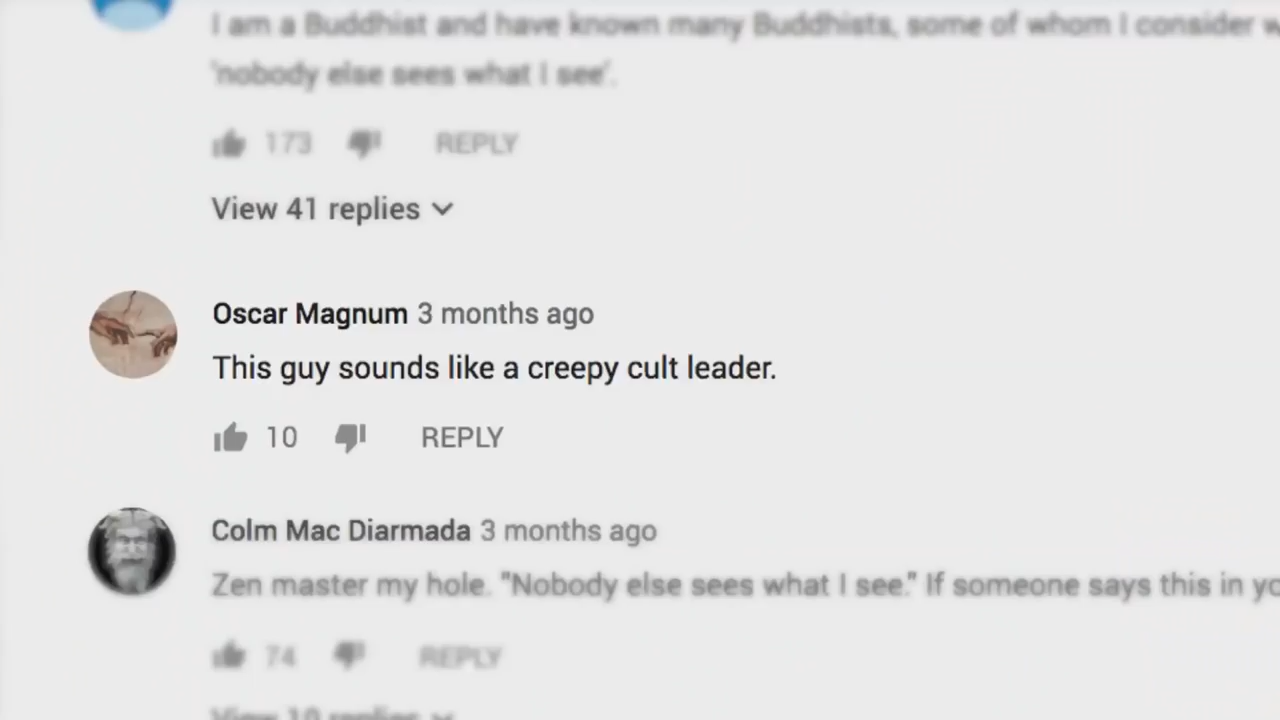 I am a Buddhist and have known many Buddhists, some of whom I consider
'nobody else sees what I see'.
173 REPLY
View 41 replies
Oscar Magnum 3 months ago
This guy sounds like a creepy cult leader.
10 REPLY
Colm Mac Diarmada 3 months ago
Zen master my hole. "Nobody else sees what I see." If someone says this in
74 REPLY
View 10 replies